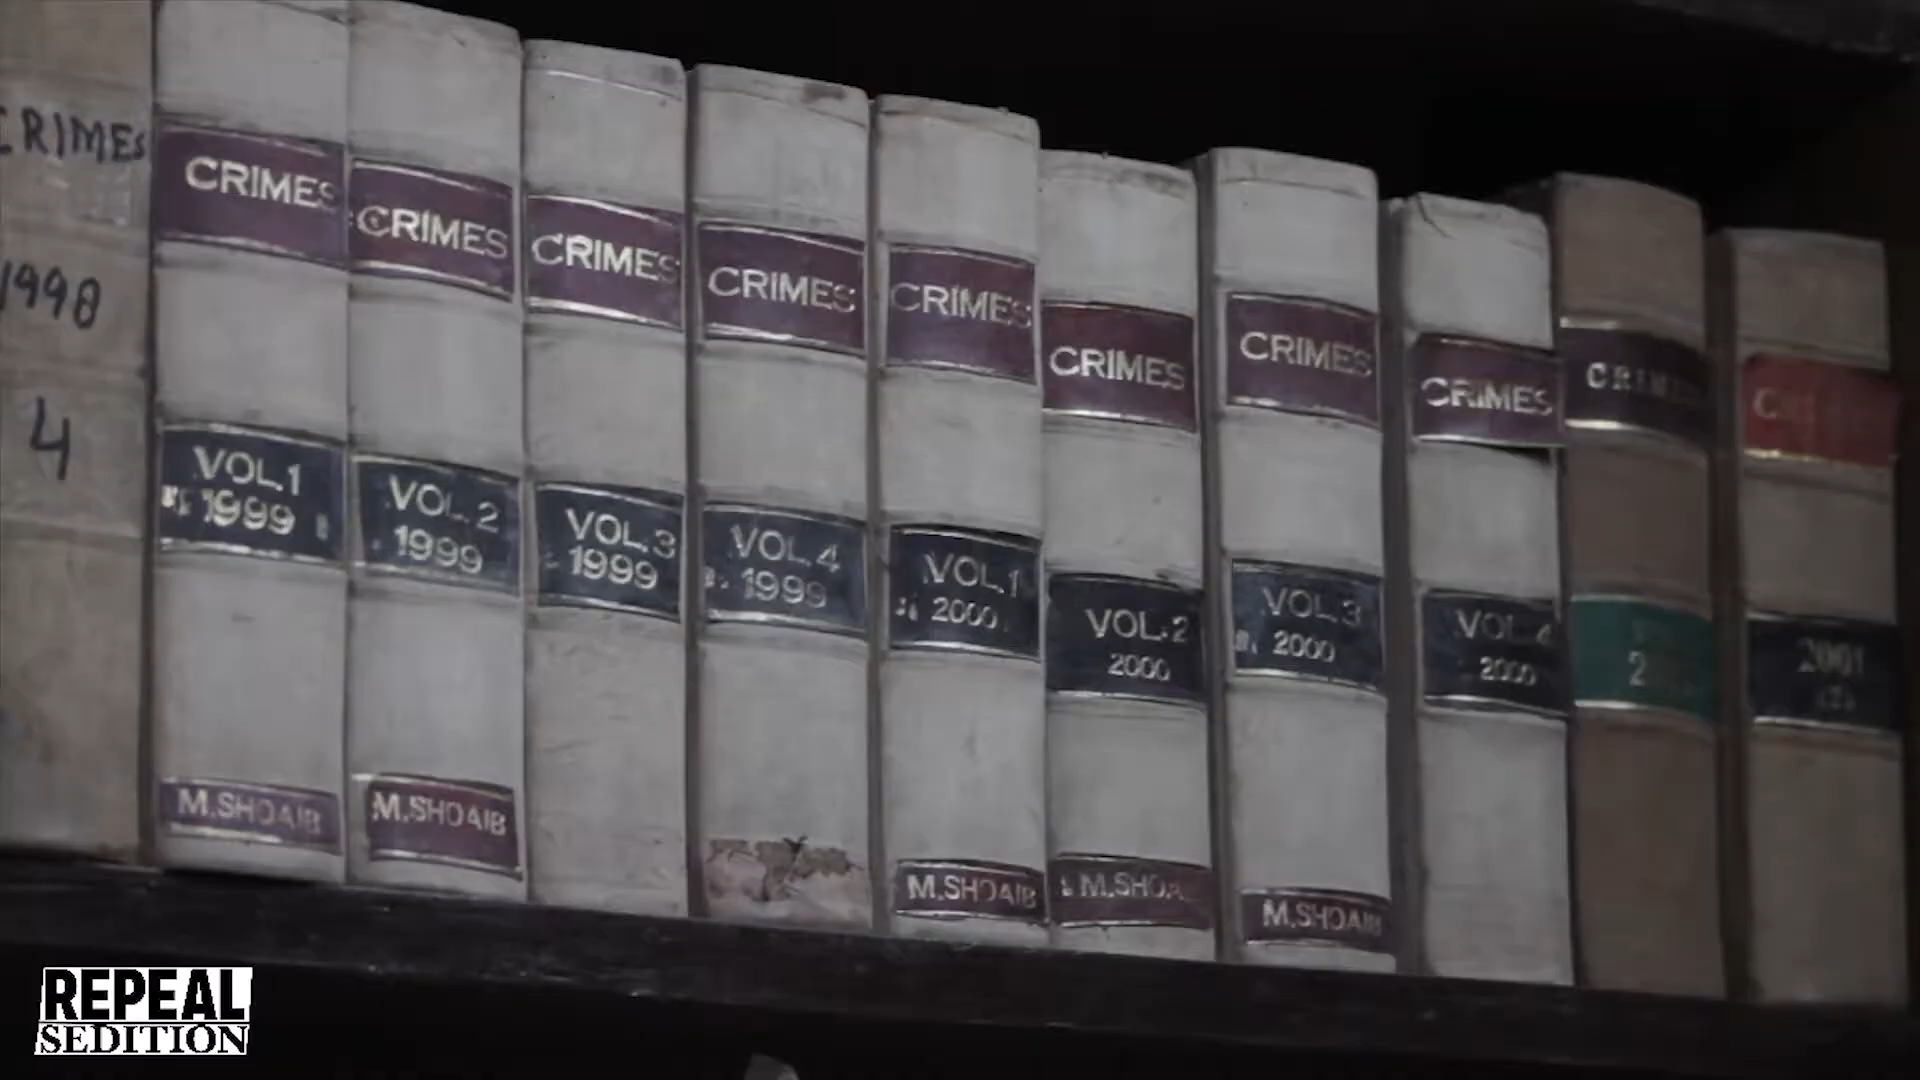 CRIMES
1998
4
CRIMES
VOL.1
1999
M.SHOAIB
CRIMES
VOL. 2
1999
M.SHOAIB
CRIMES
VOL.3
1999
CRIMES
VOL.4
1999
CRIMES
VOL.1
2000
M.SHOAIB
CRIMES
VOL.2
2000
M.SHOA
CRIMES
VOL.3
2000
M.SHOAIB
CRIMES
VOL 4
2000
CRIMES
2001
REPEAL
SEDITION